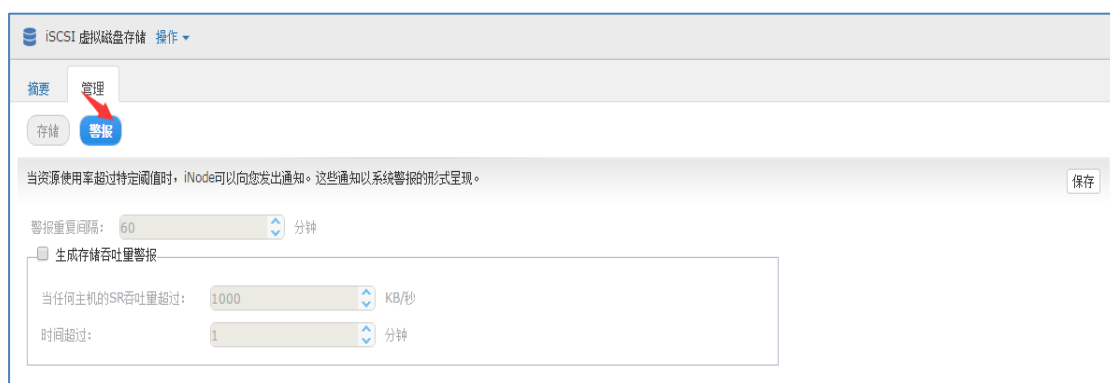 iSCSI 虚拟磁盘存储 操作
摘要 管理
存储 警报
当资源使用率超过特定阈值时，iNode可以向您发出通知。这些通知以系统警报的形式呈现。 保存
警报重复间隔： 60 分钟
生成存储吞吐量警报
当任何主机的SR吞吐量超过： 1000 KB/秒
时间超过： 1 分钟